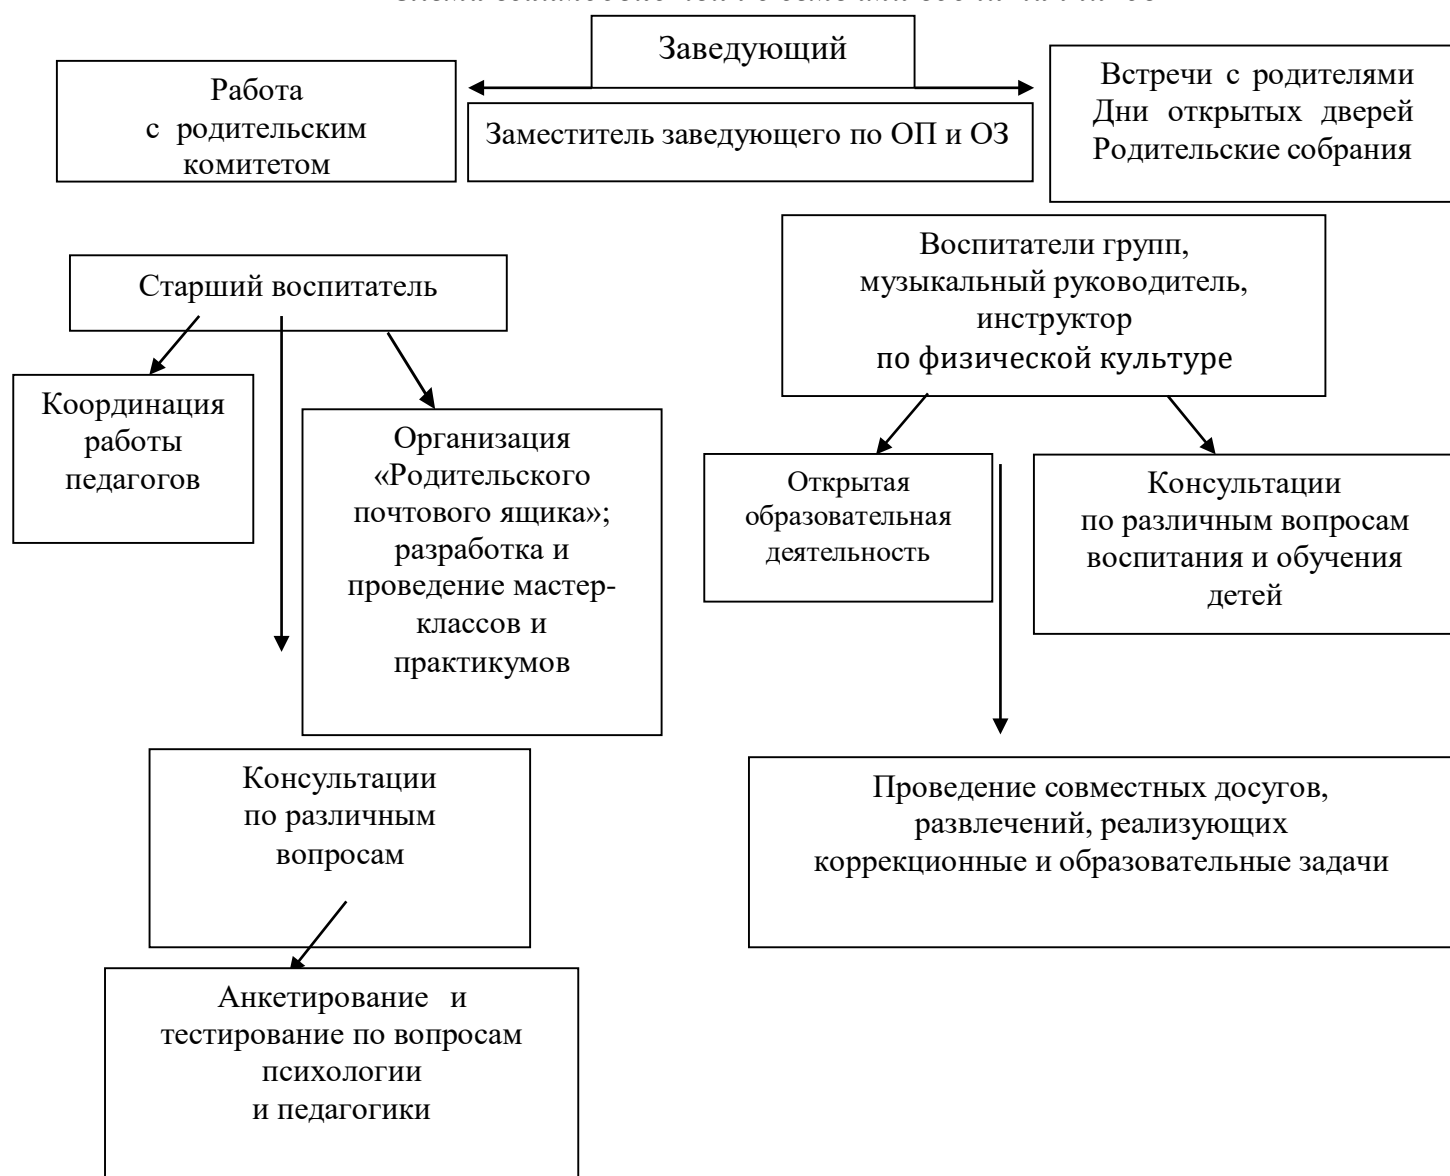 Заведующий
Работа
с родительским
комитетом
Заместитель заведующего по ОП и ОЗ
Встречи с родителями
Дни открытых дверей
Родительские собрания
Старший воспитатель
Воспитатели групп,
музыкальный руководитель,
инструктор
по физической культуре
Координация
работы
педагогов
Организация
«Родительского
почтового ящика»;
разработка и
проведение мастер-
классов и
практикумов
Открытая
образовательная
деятельность
Консультации
по различным вопросам
воспитания и обучения
детей
Консультации
по различным
вопросам
Проведение совместных досугов,
развлечений, реализующих
коррекционные и образовательные задачи
Анкетирование и
тестирование по вопросам
психологии
и педагогики